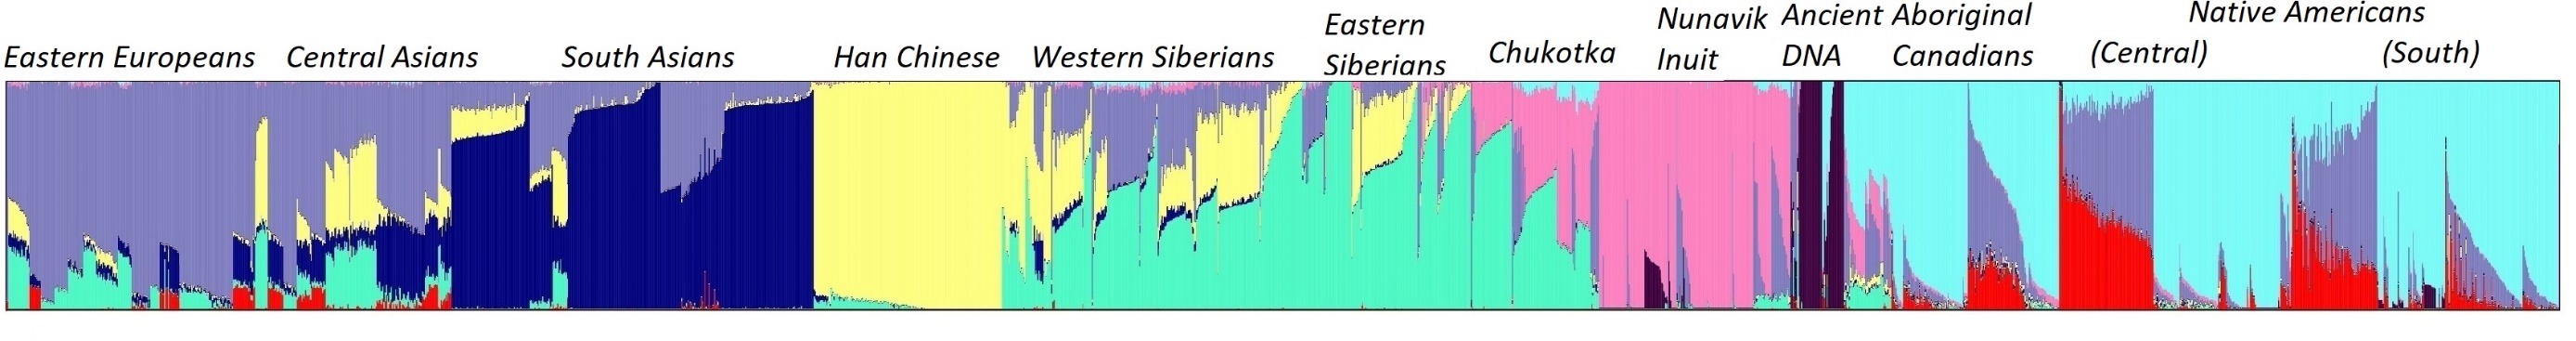 Eastern Europeans
Central Asians
South Asians
Han Chinese
Western Siberians
Eastern
Siberians
Chukotka
Nunavik
Inuit
Ancient
DNA
Aboriginal
Canadians
Native Americans
(Central)
(South)